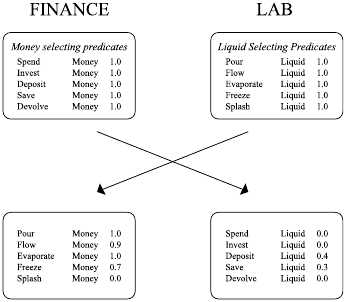 FINANCE
LAB
Money selecting predicates
Spend Money 1.0
Invest Money 1.0
Deposit Money 1.0
Save Money 1.0
Devolve Money 1.0
Liquid Selecting Predicates
Pour Liquid 1.0
Flow Liquid 1.0
Evaporate Liquid 1.0
Freeze Liquid 1.0
Splash Liquid 1.0
Pour Money 1.0
Flow Money 0.9
Evaporate Money 1.0
Freeze Money 0.7
Splash Money 0.0
Spend Liquid 0.0
Invest Liquid 0.0
Deposit Liquid 0.4
Save Liquid 0.3
Devolve Liquid 0.0